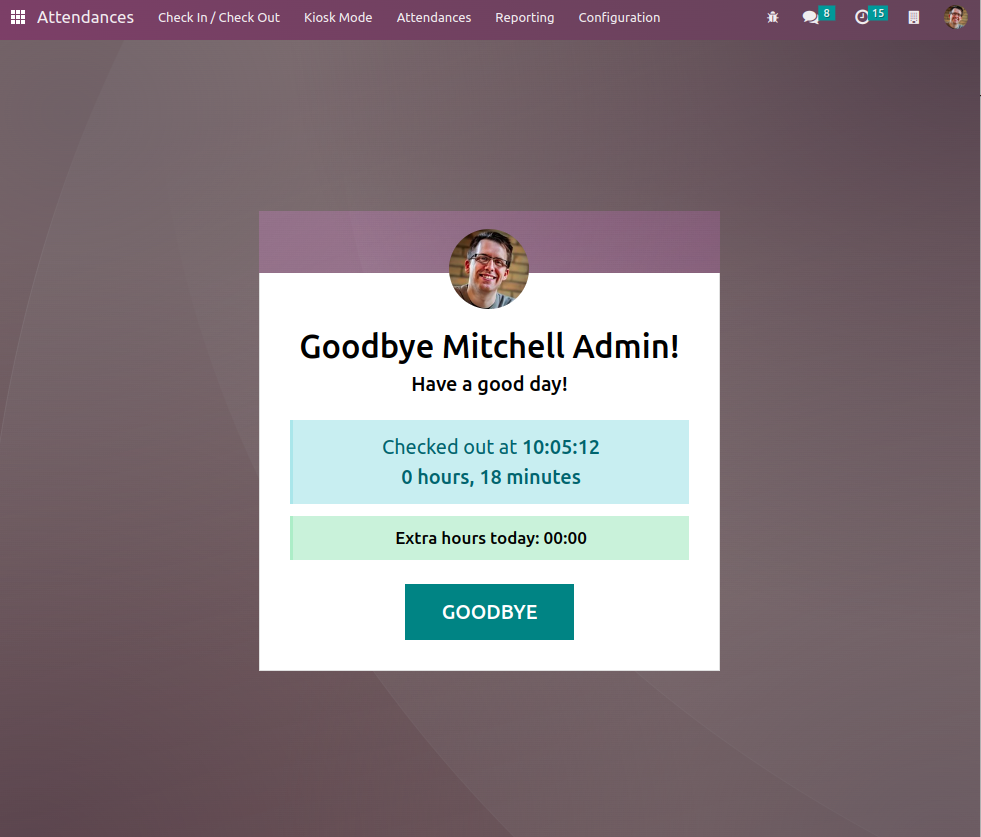 Attendances Check In / Check Out Kiosk Mode Attendances Reporting Configuration 8 15
Goodbye Mitchell Admin!
Have a good day!
Checked out at 10:05:12
0 hours, 18 minutes
Extra hours today: 00:00
GOODBYE